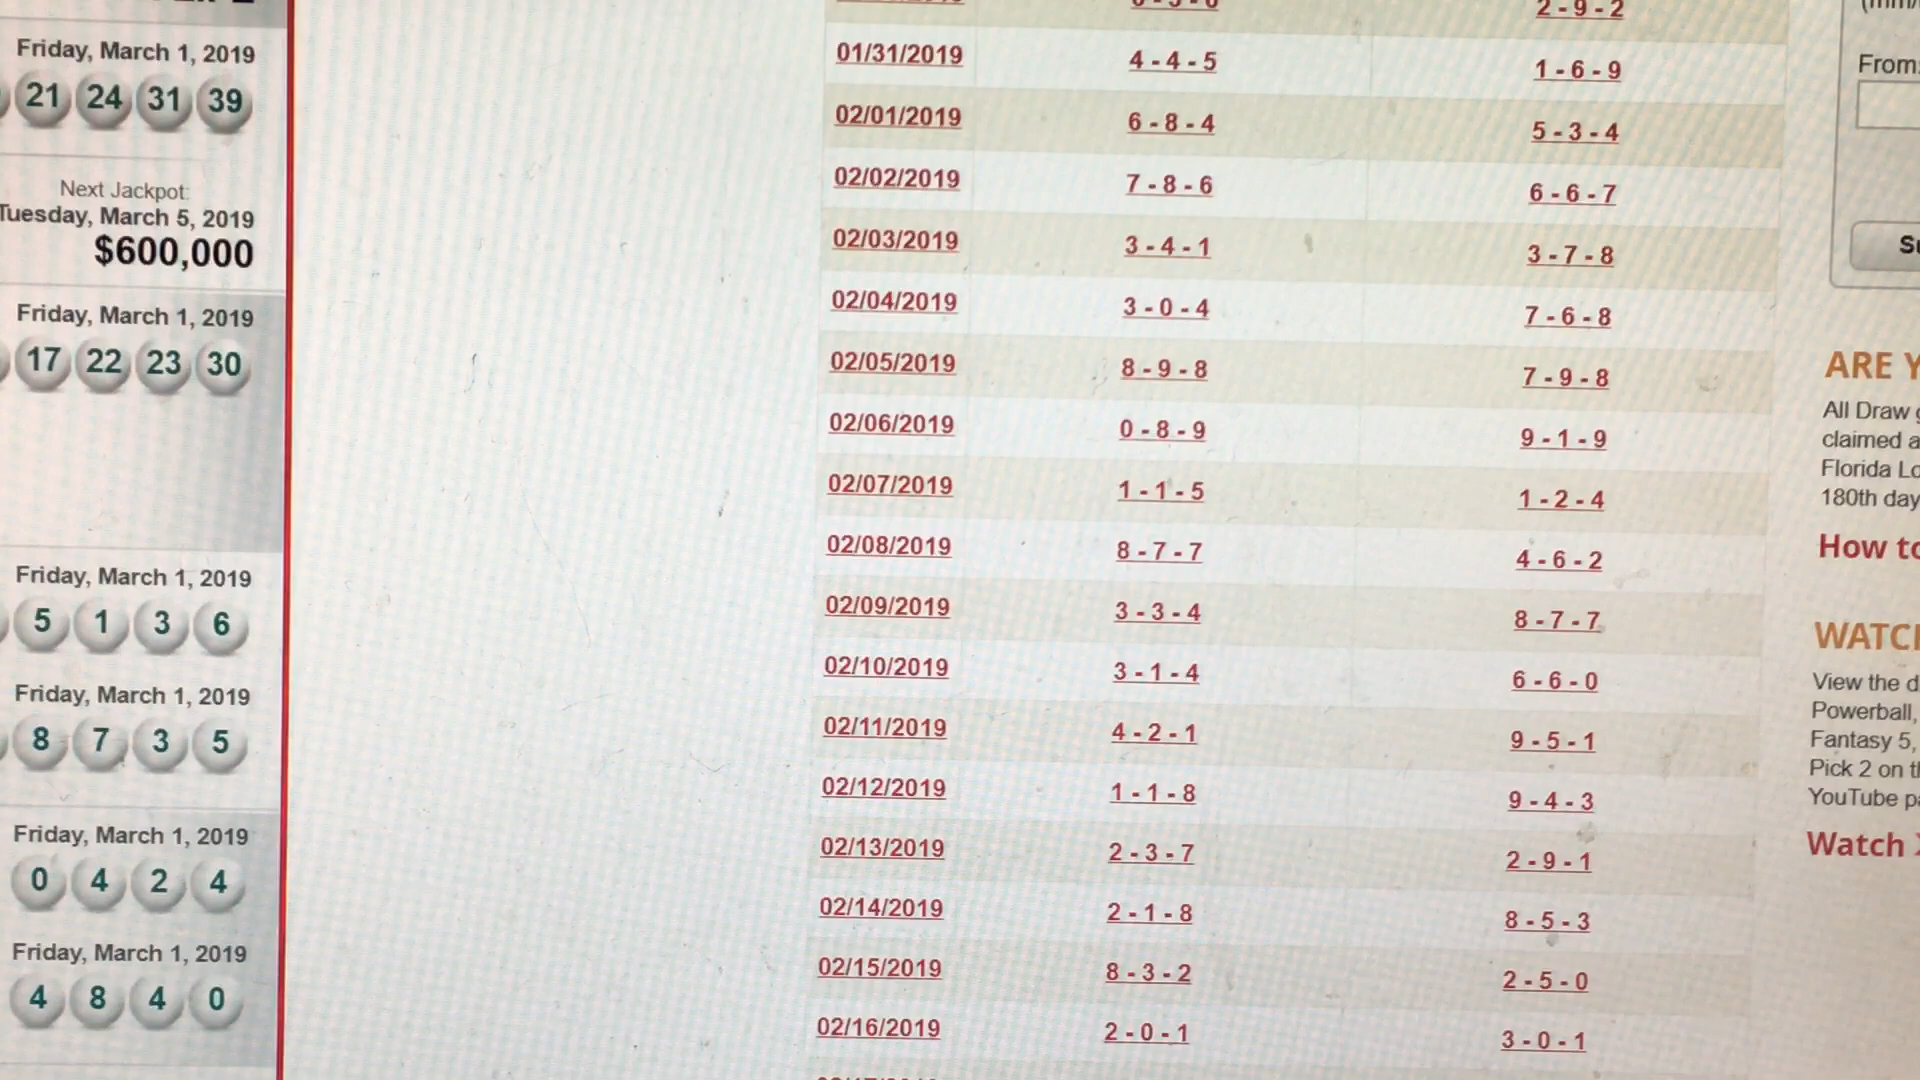 Friday, March 1, 2019
21 24 31 39
Next Jackpot:
Tuesday, March 5, 2019
$600,000
Friday, March 1, 2019
17 22 23 30
Friday, March 1, 2019
5 1 3 6
Friday, March 1, 2019
8 7 3 5
Friday, March 1, 2019
0 4 2 4
Friday, March 1, 2019
4 8 4 0
2 - 9 - 2
01/31/2019 4 - 4 - 5 1 - 6 - 9
02/01/2019 6 - 8 - 4 5 - 3 - 4
02/02/2019 7 - 8 - 6 6 - 6 - 7
02/03/2019 3 - 4 - 1 3 - 7 - 8
02/04/2019 3 - 0 - 4 7 - 6 - 8
02/05/2019 8 - 9 - 8 7 - 9 - 8
02/06/2019 0 - 8 - 9 9 - 1 - 9
02/07/2019 1 - 1 - 5 1 - 2 - 4
02/08/2019 8 - 7 - 7 4 - 6 - 2
02/09/2019 3 - 3 - 4 8 - 7 - 7
02/10/2019 3 - 1 - 4 6 - 6 - 0
02/11/2019 4 - 2 - 1 9 - 5 - 1
02/12/2019 1 - 1 - 8 9 - 4 - 3
02/13/2019 2 - 3 - 7 2 - 9 - 1
02/14/2019 2 - 1 - 8 8 - 5 - 3
02/15/2019 8 - 3 - 2 2 - 5 - 0
02/16/2019 2 - 0 - 1 3 - 0 - 1
From:
ARE
All Draw
claimed
Florida
180th day
How
View the
Powerball,
Fantasy 5,
Pick 2 on
YouTube
Watch